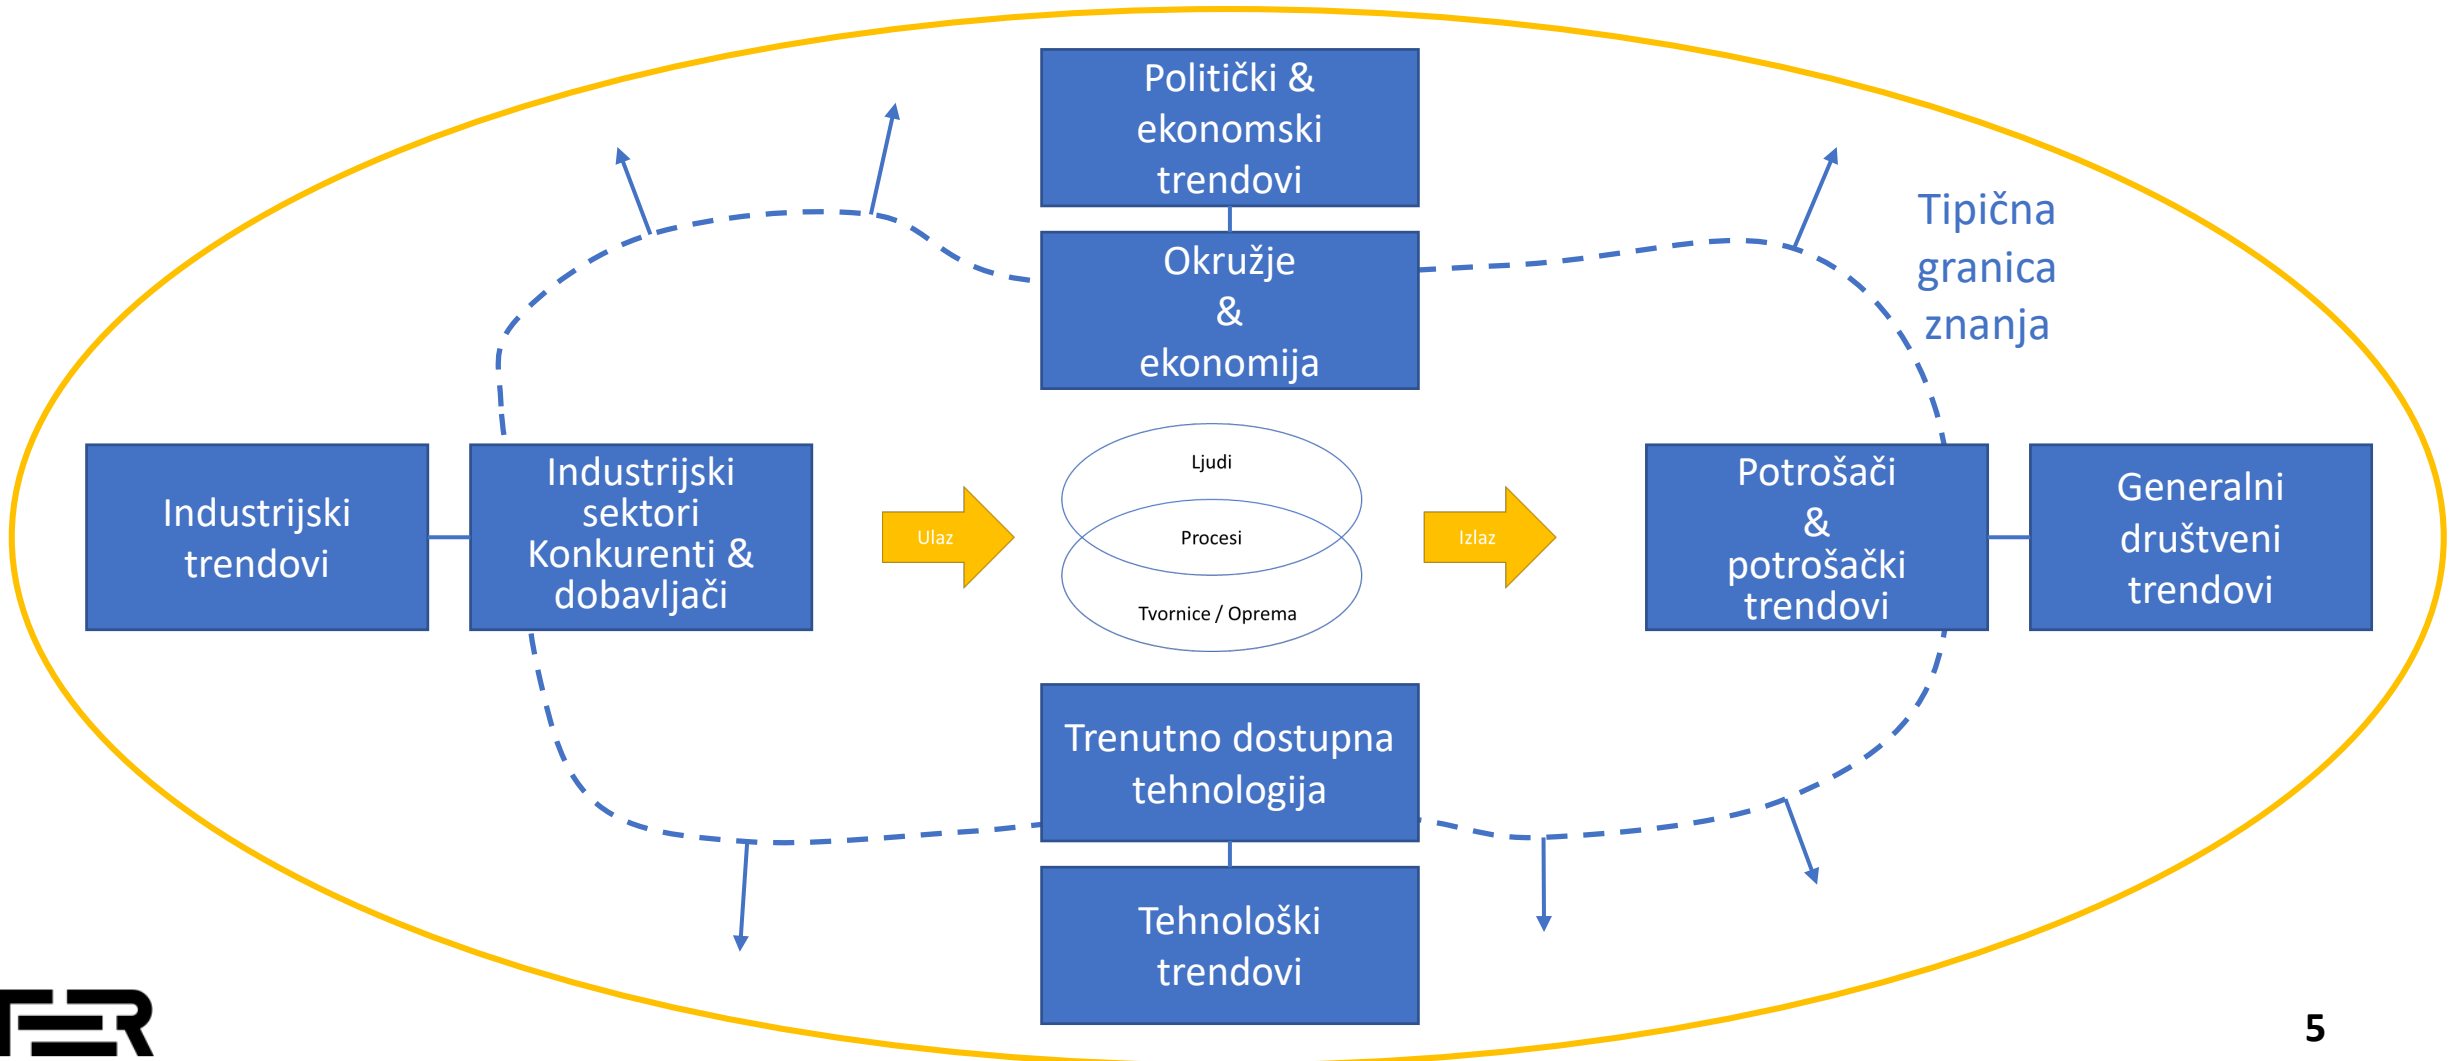 Politički &
ekonomski
trendovi
Tipična
granica
znanja
Okružje
&
ekonomija
Industrijski
trendovi
Industrijski
sektori
Konkurenti &
dobavljači
Ulaz
Ljudi
Procesi
Tvornice / Oprema
Izlaz
Potrošači
&
potrošački
trendovi
Generalni
društveni
trendovi
Trenutno dostupna
tehnologija
Tehnološki
trendovi
FER
5